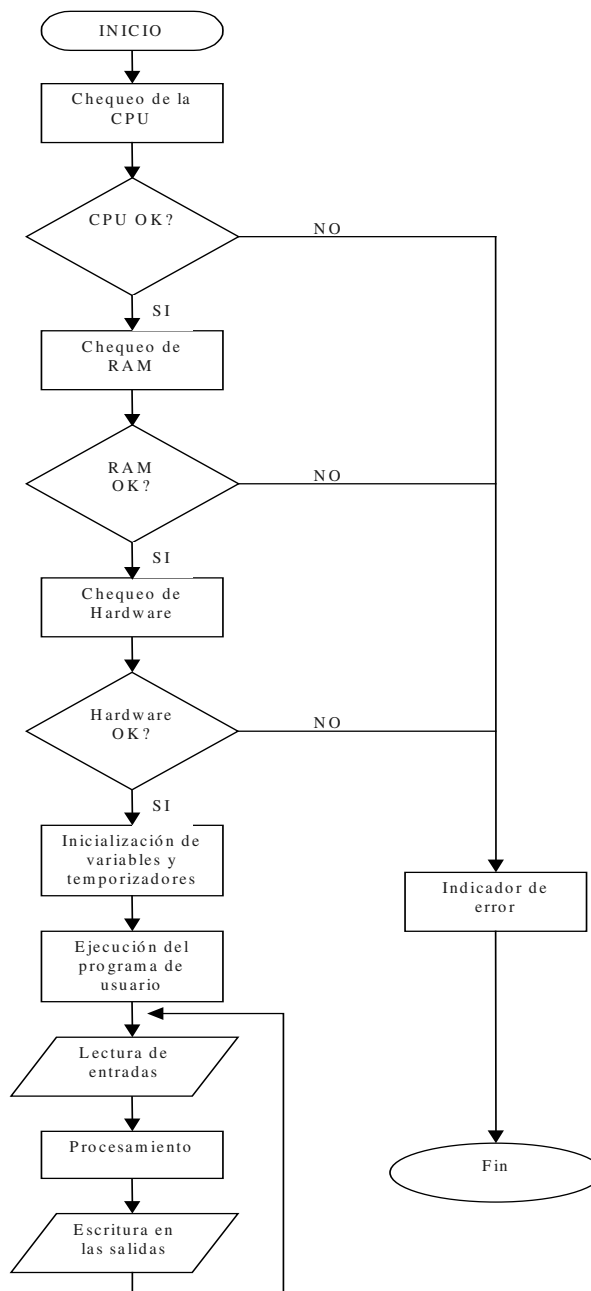 INICIO
Chequeo de la
CPU
CPU OK?
NO
SI
Chequeo de
RAM
RAM
OK?
NO
SI
Chequeo de
Hardware
Hardware
OK?
NO
SI
Inicialización de
variables y
temporizadores
Indicador de
error
Ejecución del
programa de
usuario
Lectura de
entradas
Procesamiento
Fin
Escritura en
las salidas